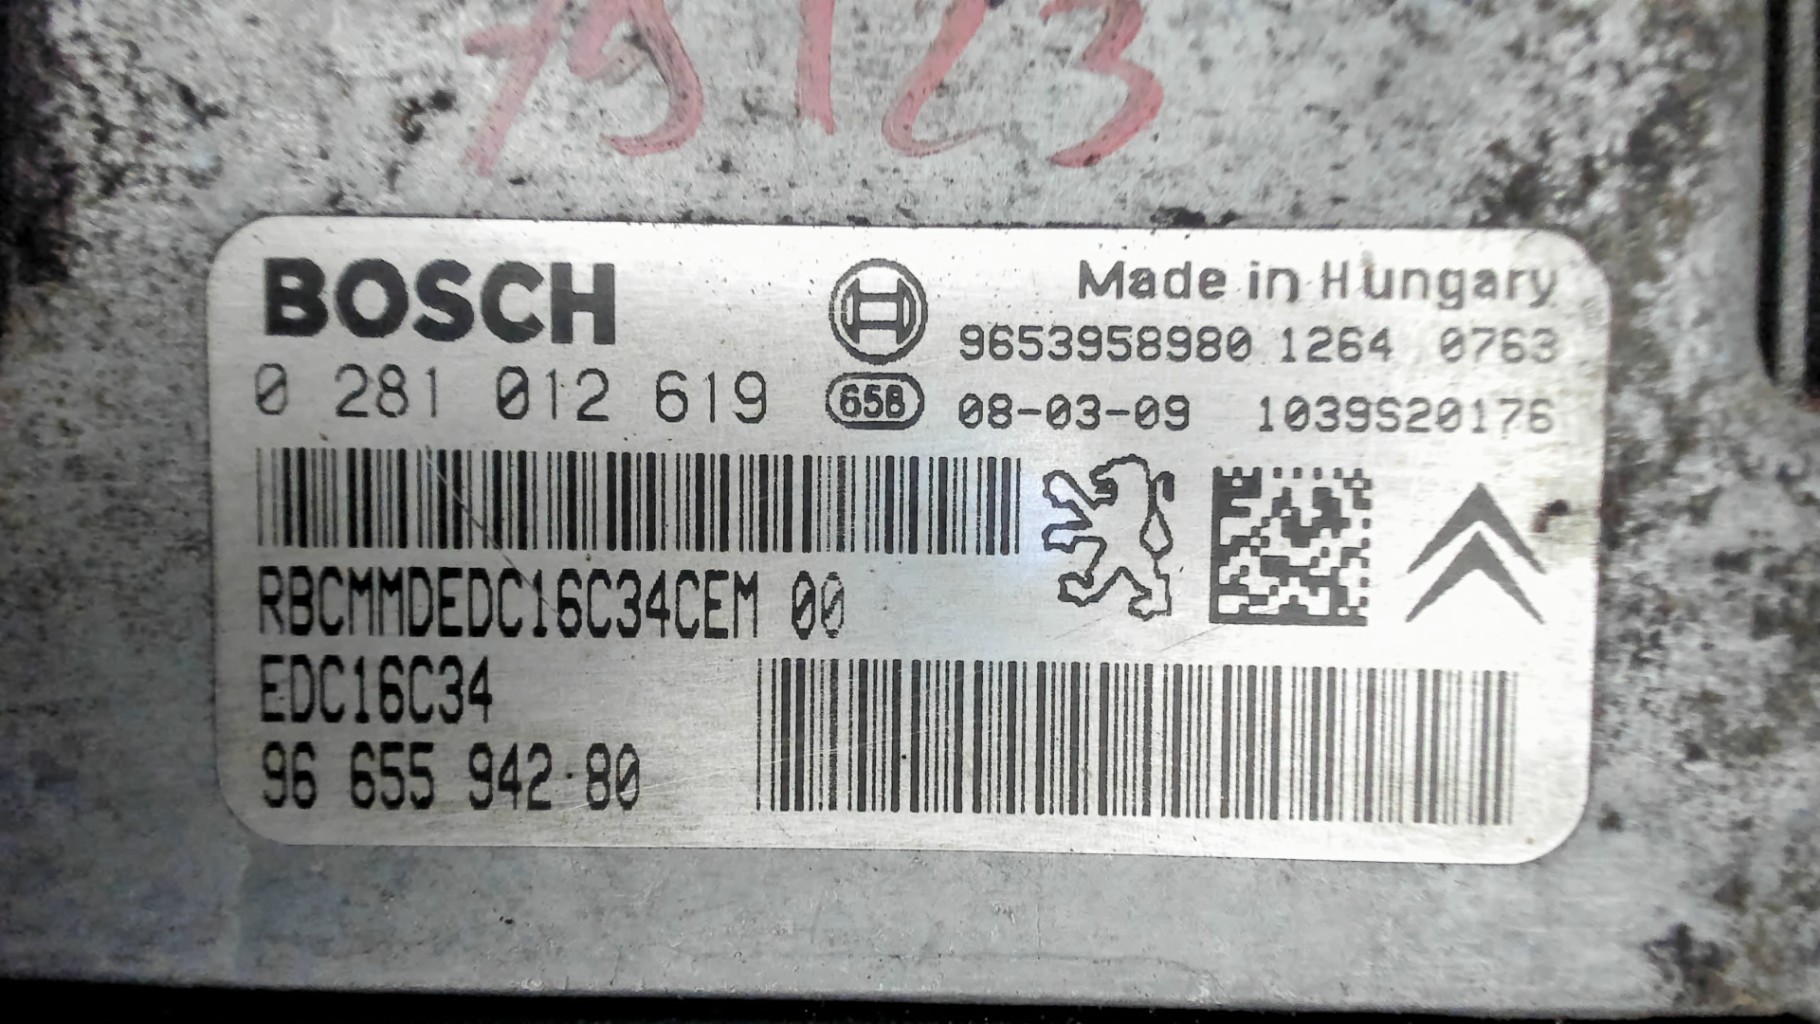 BOSCH
Made in Hungary
9653958980 1264 0763
0 281 012 619
658
08-03-09 1039S20176
RBCMMDEDC16C34CEM 00
EDC16C34
96 655 942-80